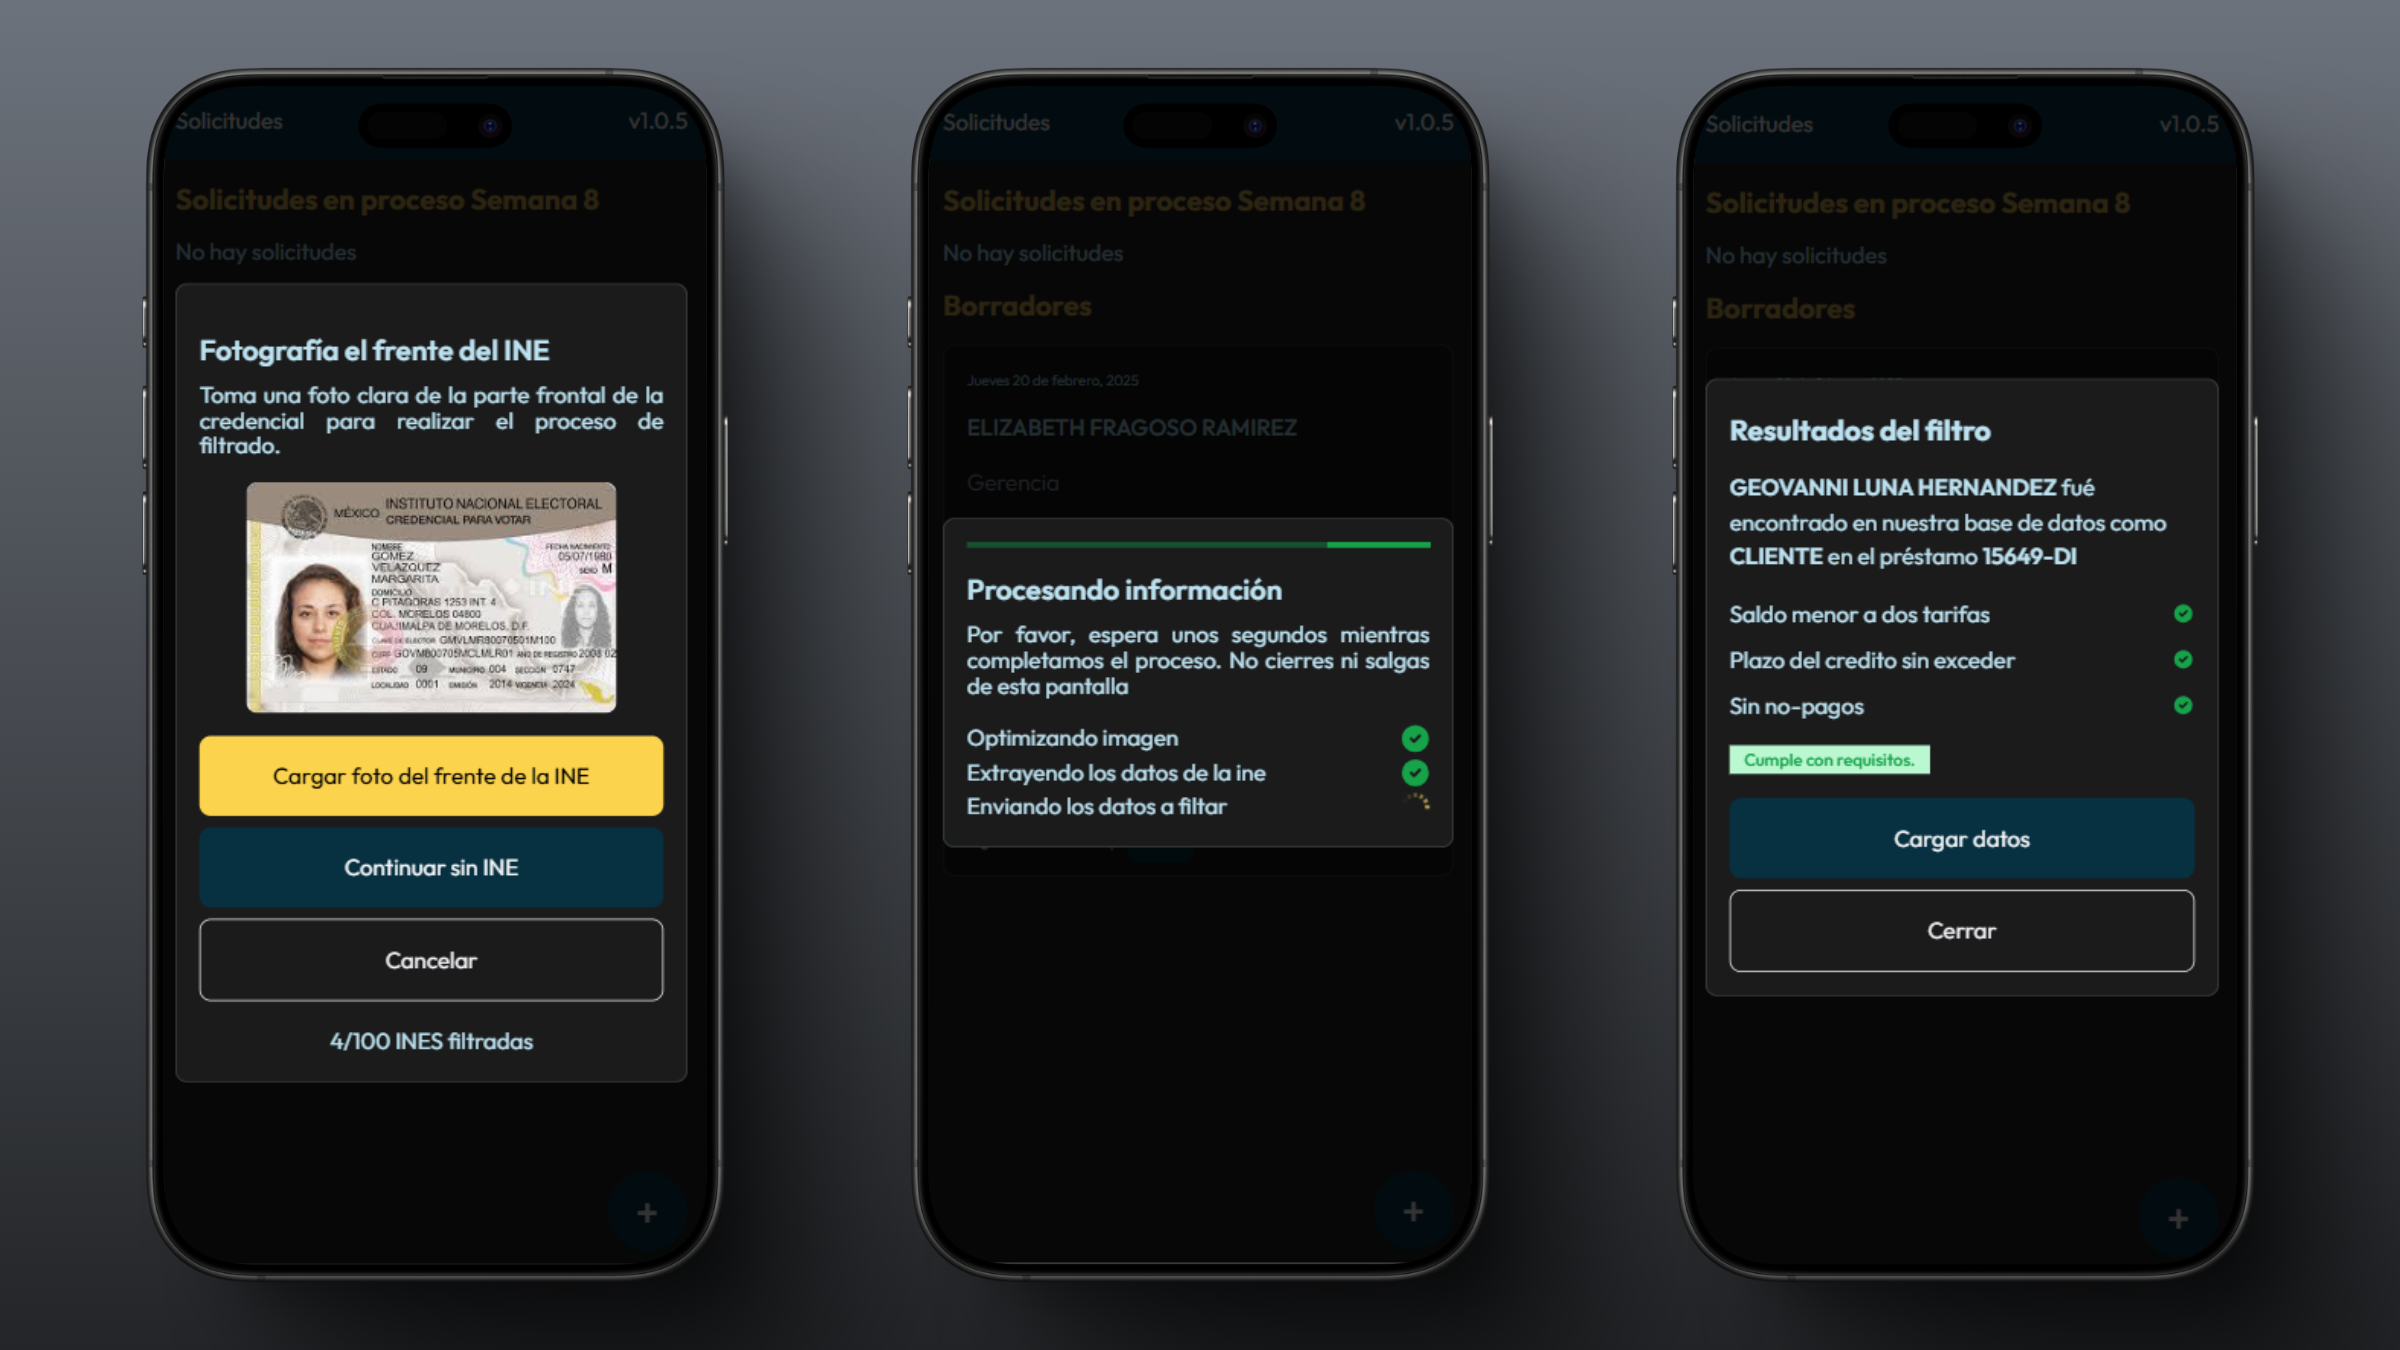 Solicitudes
v1.0.5
Solicitudes en proceso Semana 8
No hay solicitudes
Fotografía el frente del INE
Toma una foto clara de la parte frontal de la
credencial para realizar el proceso de
filtrado.
MÉXICO
INSTITUTO NACIONAL ELECTORAL
CREDENCIAL PARA VOTAR
NOMBRE
GOMEZ
VELAZQUEZ
MARGARITA
FECHA NACIMIENTO
05/07/1980
SEXO M
DOMICILIO
C PITAGORAS 1253 INT. 4
COL. MORELOS 04800
CUAJIMALPA DE MORELOS, D.F.
CLAVE DE ELECTOR GMVLMR80070501M100
CURP GOVM800705MCLMLR01 AÑO DE REGISTRO 2008 02
ESTADO 09 MUNICIPIO 004 SECCIÓN 0747
LOCALIDAD 0001 EMISIÓN 2014 VIGENCIA 2024
Cargar foto del frente de la INE
Continuar sin INE
Cancelar
4/100 INES filtradas
+
Solicitudes
v1.0.5
Solicitudes en proceso Semana 8
No hay solicitudes
Borradores
Jueves 20 de febrero, 2025
ELIZABETH FRAGOSO RAMIREZ
Gerencia
Procesando información
Por favor, espera unos segundos mientras
completamos el proceso. No cierres ni salgas
de esta pantalla
Optimizando imagen
Extrayendo los datos de la ine
Enviando los datos a filtar
+
Solicitudes
v1.0.5
Solicitudes en proceso Semana 8
No hay solicitudes
Borradores
Resultados del filtro
GEOVANNI LUNA HERNANDEZ fué
encontrado en nuestra base de datos como
CLIENTE en el préstamo 15649-DI
Saldo menor a dos tarifas
Plazo del credito sin exceder
Sin no-pagos
Cumple con requisitos.
Cargar datos
Cerrar
+